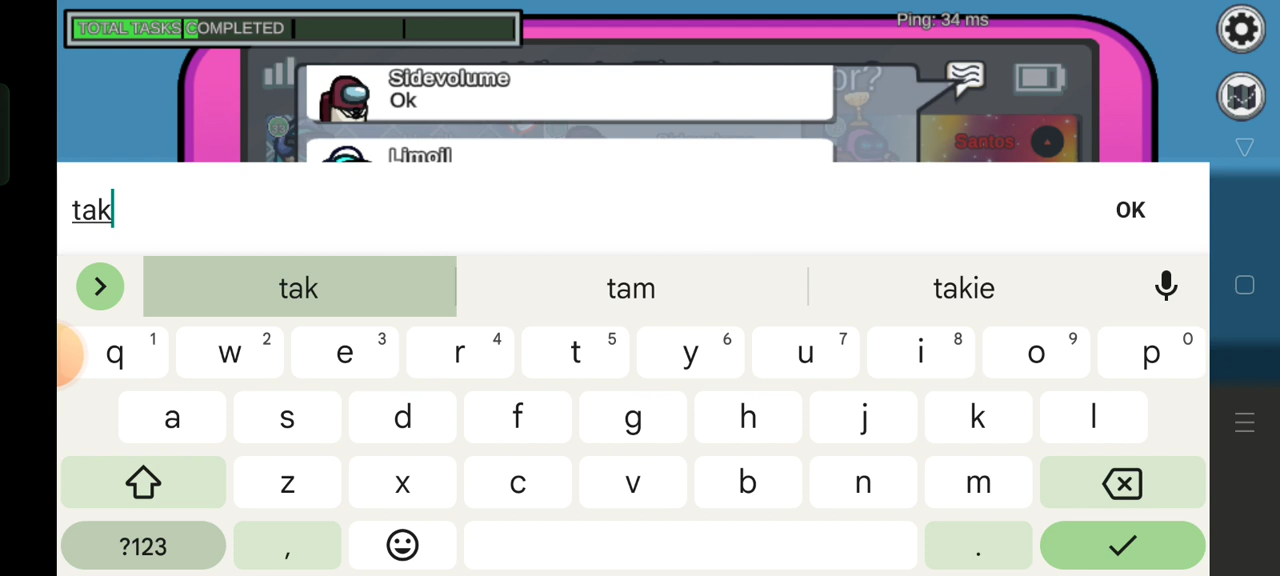 TOTAL TASKS COMPLETED
Ping: 34 ms
or?
Sidevolume
Ok
Santos
Limoil
tak
OK
tak tam takie
q 1 w 2 e 3 r 4 t 5 y 6 u 7 i 8 o 9 p 0
a s d f g h j k l
z x c v b n m
?123 , .